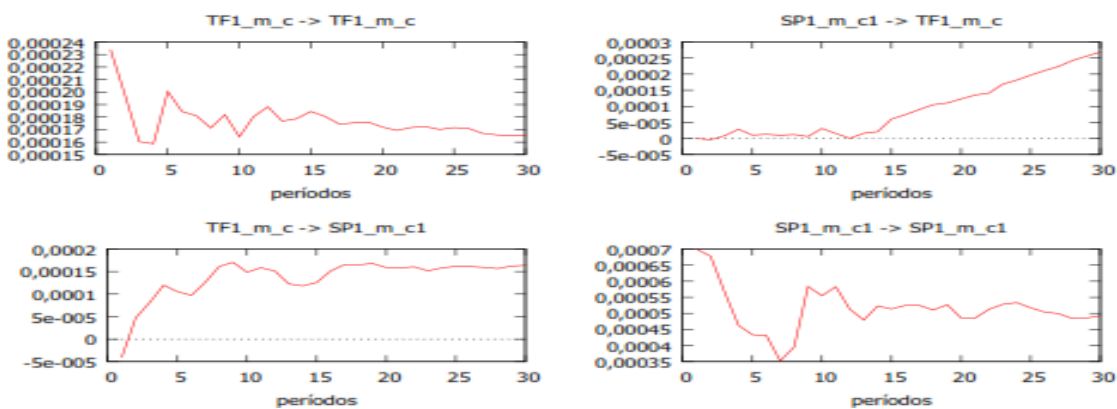 TF1_m_c -> TF1_m_c
0,00024
0,00023
0,00022
0,00021
0,0002
0,00019
0,00018
0,00017
0,00016
0,00015
0 5 10 15 20 25 30
períodos
SP1_m_c1 -> TF1_m_c
0,0003
0,00025
0,0002
0,00015
0,0001
5e-005
0
-5e-005
0 5 10 15 20 25 30
períodos
TF1_m_c -> SP1_m_c1
0,0002
0,00015
0,0001
5e-005
0
-5e-005
0 5 10 15 20 25 30
períodos
SP1_m_c1 -> SP1_m_c1
0,0007
0,00065
0,0006
0,00055
0,0005
0,00045
0,0004
0,00035
0 5 10 15 20 25 30
períodos